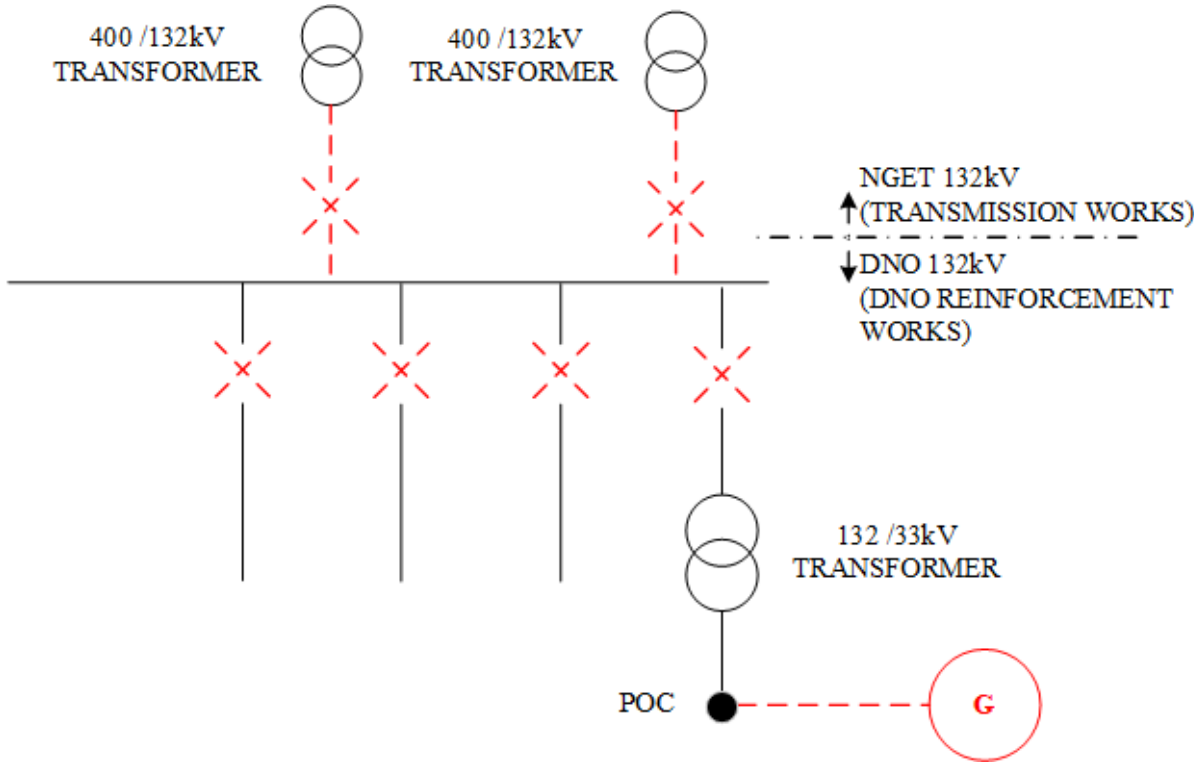 400 /132kV
TRANSFORMER
400 /132kV
TRANSFORMER
NGET 132kV
(TRANSMISSION WORKS)
DNO 132kV
(DNO REINFORCEMENT
WORKS)
132 /33kV
TRANSFORMER
POC
G